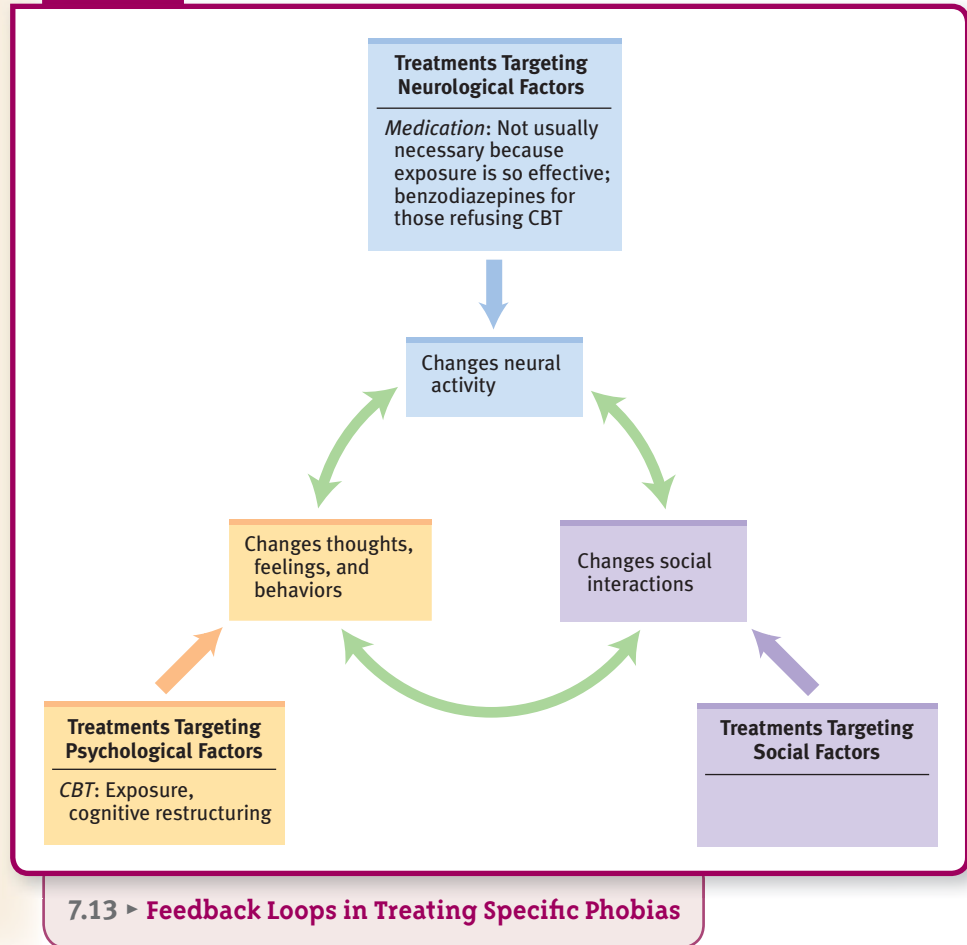 Treatments Targeting
Neurological Factors
Medication: Not usually
necessary because
exposure is so effective;
benzodiazepines for
those refusing CBT
Changes neural
activity
Changes thoughts,
feelings, and
behaviors
Changes social
interactions
Treatments Targeting
Psychological Factors
CBT: Exposure,
cognitive restructuring
Treatments Targeting
Social Factors
7.13 ► Feedback Loops in Treating Specific Phobias